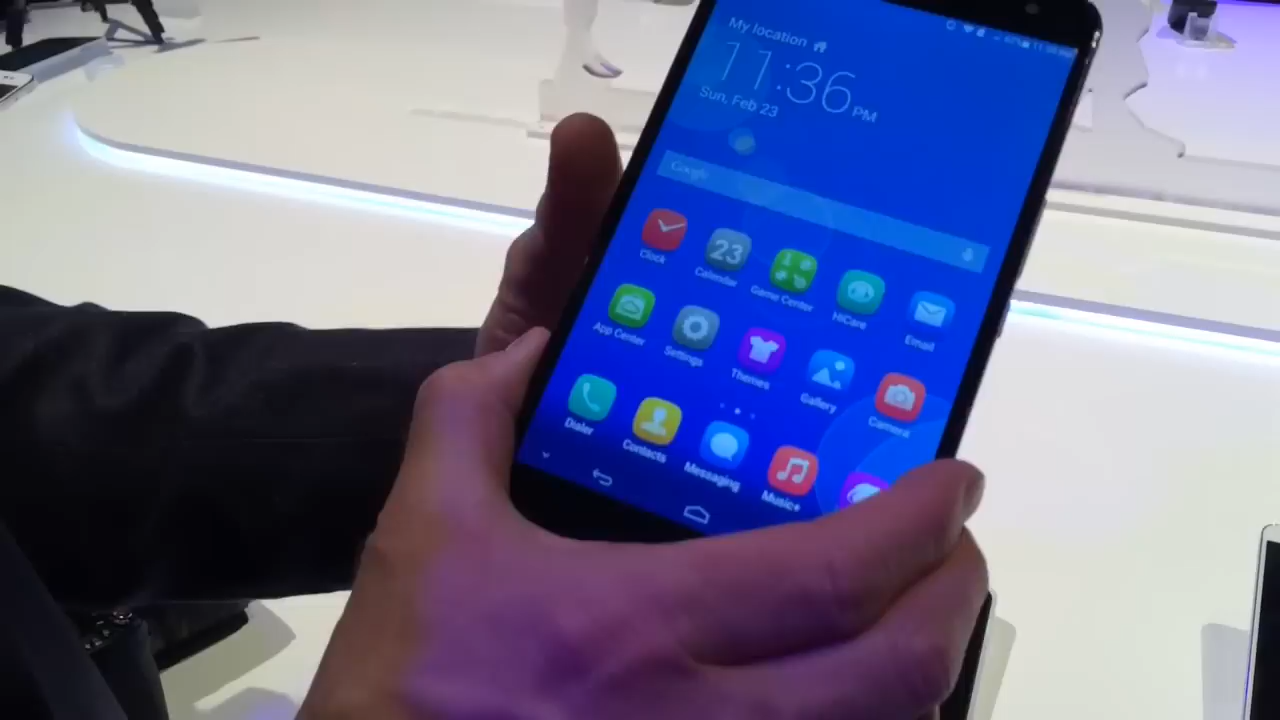 My location
11:36 PM
Sun, Feb 23
Google
Clock
23
Calendar
Game Center
HiCare
Email
App Center
Settings
Themes
Gallery
Camera
Dialer
Contacts
Messaging
Music+